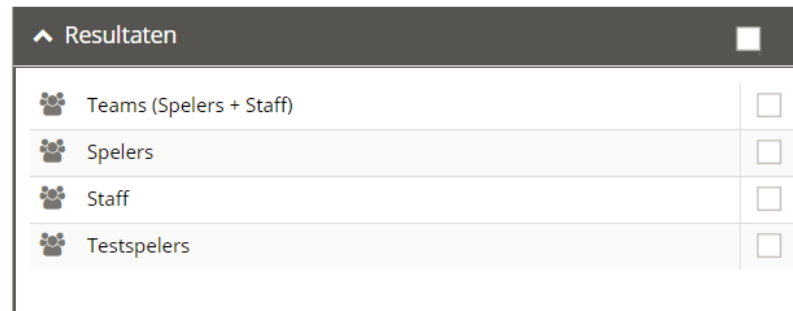 Resultaten
Teams (Spelers + Staff)
Spelers
Staff
Testspelers